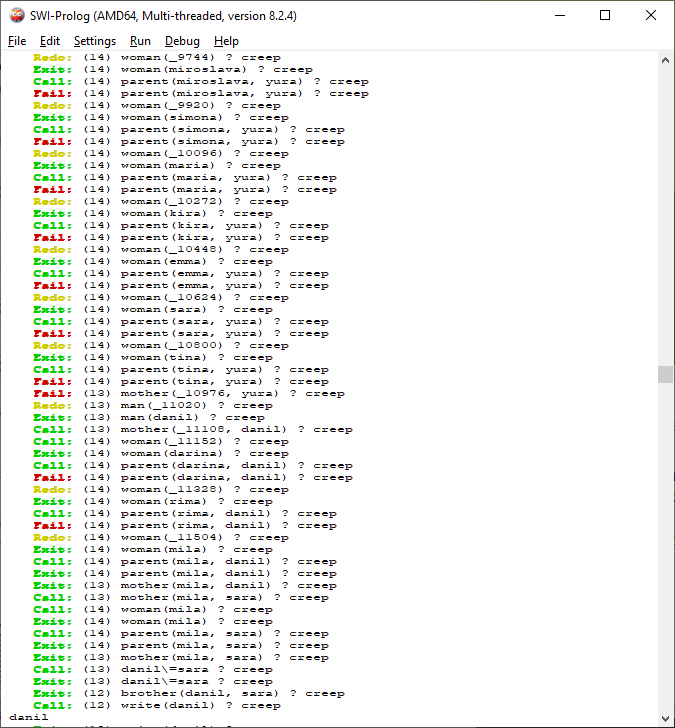 SWI-Prolog (AMD64, Multi-threaded, version 8.2.4)
File Edit Settings Run Debug Help
Redo: (14) woman(_9744) ? creep
Exit: (14) woman(miroslava) ? creep
Call: (14) parent(miroslava, yura) ? creep
Fail: (14) parent(miroslava, yura) ? creep
Redo: (14) woman(_9920) ? creep
Exit: (14) woman(simona) ? creep
Call: (14) parent(simona, yura) ? creep
Fail: (14) parent(simona, yura) ? creep
Redo: (14) woman(_10096) ? creep
Exit: (14) woman(maria) ? creep
Call: (14) parent(maria, yura) ? creep
Fail: (14) parent(maria, yura) ? creep
Redo: (14) woman(_10272) ? creep
Exit: (14) woman(kira) ? creep
Call: (14) parent(kira, yura) ? creep
Fail: (14) parent(kira, yura) ? creep
Redo: (14) woman(_10448) ? creep
Exit: (14) woman(emma) ? creep
Call: (14) parent(emma, yura) ? creep
Fail: (14) parent(emma, yura) ? creep
Redo: (14) woman(_10624) ? creep
Exit: (14) woman(sara) ? creep
Call: (14) parent(sara, yura) ? creep
Fail: (14) parent(sara, yura) ? creep
Redo: (14) woman(_10800) ? creep
Exit: (14) woman(tina) ? creep
Call: (14) parent(tina, yura) ? creep
Fail: (14) parent(tina, yura) ? creep
Fail: (13) mother(_10976, yura) ? creep
Redo: (13) man(_11020) ? creep
Exit: (13) man(danil) ? creep
Call: (13) mother(_11108, danil) ? creep
Call: (14) woman(_11152) ? creep
Exit: (14) woman(darina) ? creep
Call: (14) parent(darina, danil) ? creep
Fail: (14) parent(darina, danil) ? creep
Redo: (14) woman(_11328) ? creep
Exit: (14) woman(rima) ? creep
Call: (14) parent(rima, danil) ? creep
Fail: (14) parent(rima, danil) ? creep
Redo: (14) woman(_11504) ? creep
Exit: (14) woman(mila) ? creep
Call: (14) parent(mila, danil) ? creep
Exit: (14) parent(mila, danil) ? creep
Exit: (13) mother(mila, danil) ? creep
Call: (13) mother(mila, sara) ? creep
Call: (14) woman(mila) ? creep
Exit: (14) woman(mila) ? creep
Call: (14) parent(mila, sara) ? creep
Exit: (14) parent(mila, sara) ? creep
Exit: (13) mother(mila, sara) ? creep
Call: (13) danil\=sara ? creep
Exit: (13) danil\=sara ? creep
Exit: (12) brother(danil, sara) ? creep
Call: (12) write(danil) ? creep
danil